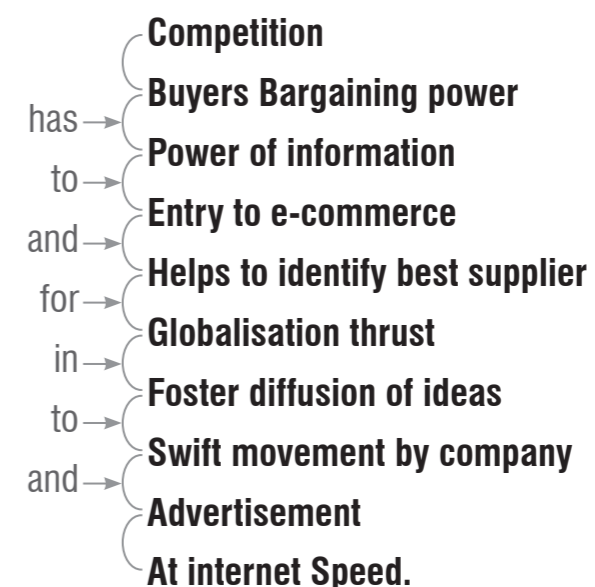 Competition
Buyers Bargaining power
has
Power of information
to
Entry to e-commerce
and
Helps to identify best supplier
for
Globalisation thrust
in
Foster diffusion of ideas
to
Swift movement by company
and
Advertisement
At internet Speed.